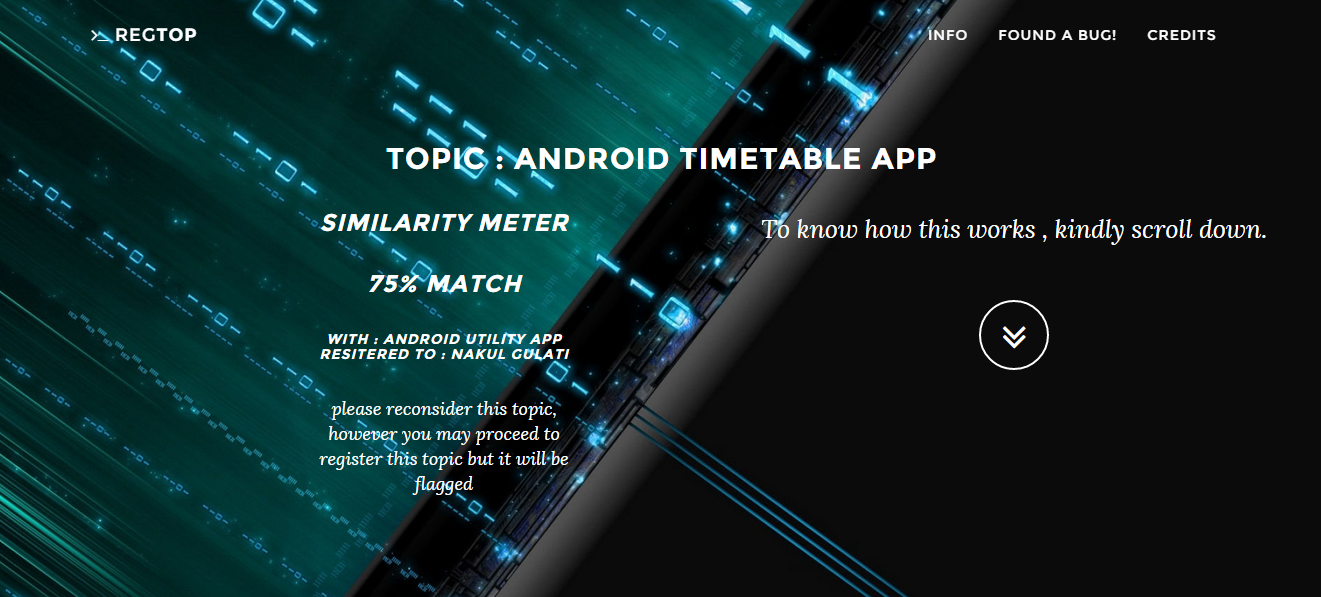 >_ REGTOP
INFO FOUND A BUG! CREDITS
TOPIC : ANDROID TIMETABLE APP
SIMILARITY METER
75% MATCH
WITH : ANDROID UTILITY APP
RESITERED TO : NAKUL GULATI
please reconsider this topic,
however you may proceed to
register this topic but it will be
flagged
To know how this works , kindly scroll down.